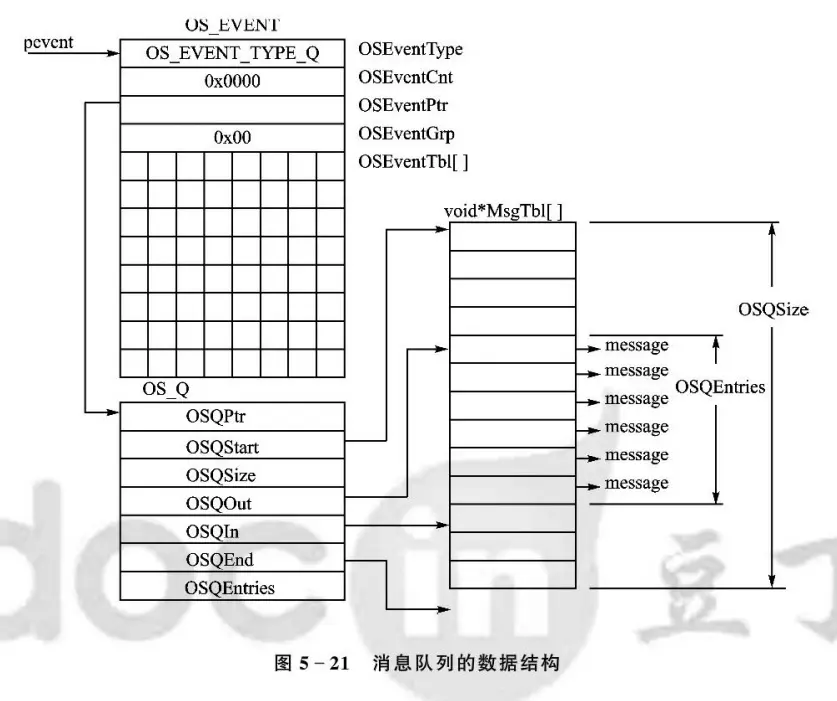 OS_EVENT
pevent
OS_EVENT_TYPE_Q
OSEventType
0x0000
OSEventCnt
OSEventPtr
0x00
OSEventGrp
OSEventTbl[ ]
void*MsgTbl[ ]
OSQSize
message
message
OSQEntries
message
message
message
message
OS_Q
OSQPtr
OSQStart
OSQSize
OSQOut
OSQIn
OSQEnd
OSQEntries
docin 豆丁
图 5-21 消息队列的数据结构